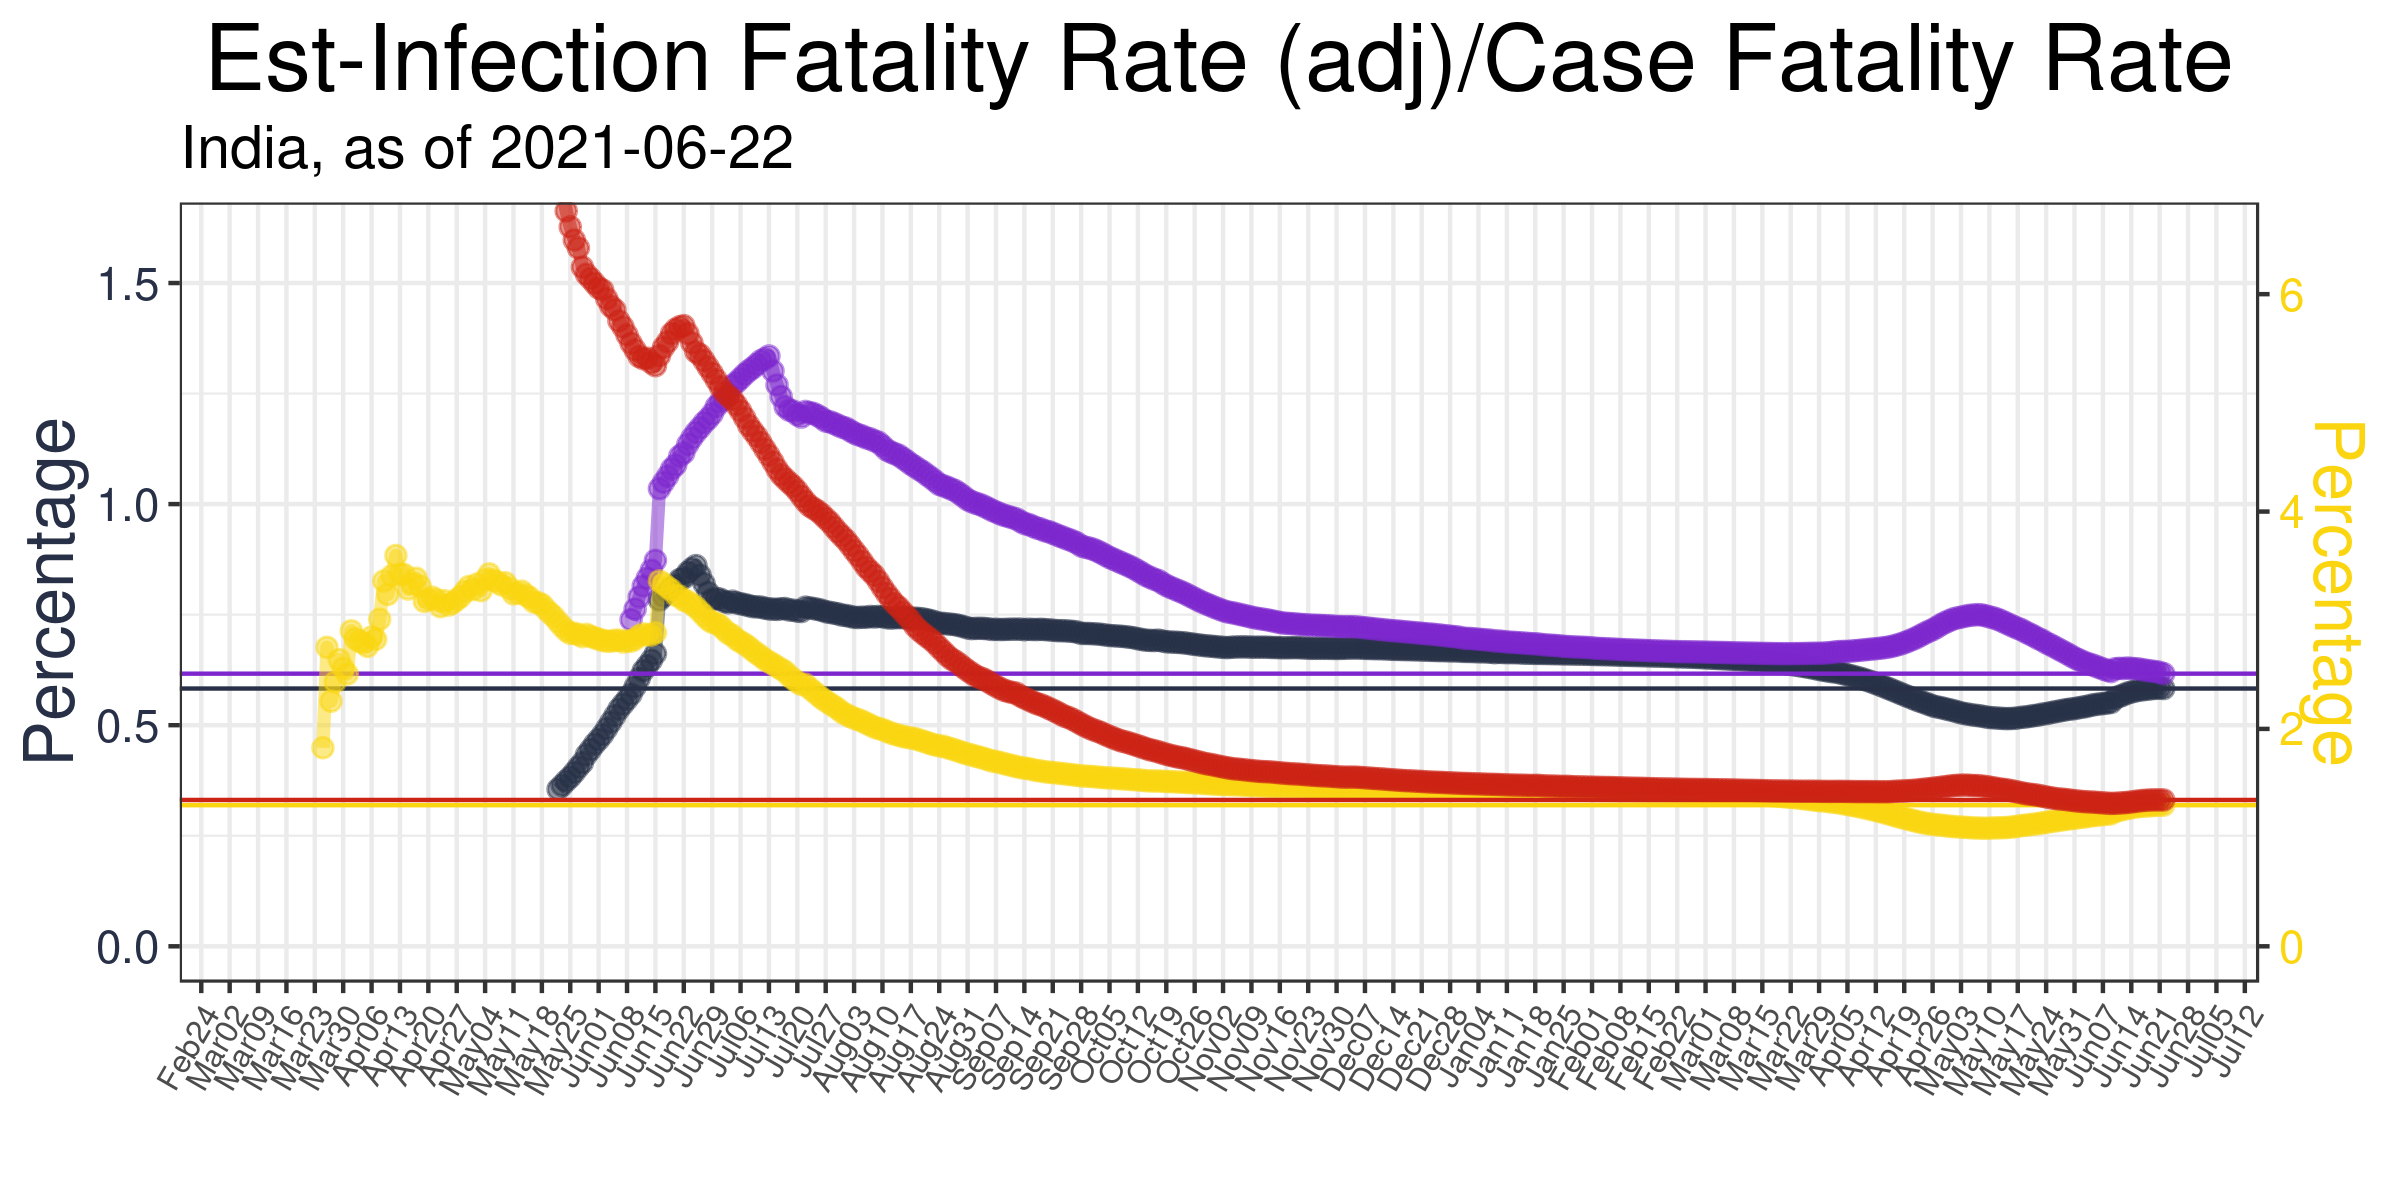 Est-Infection Fatality Rate (adj)/Case Fatality Rate
India, as of 2021-06-22
Percentage
1.5
1.0
0.5
0.0
6
4
2
0
Percentage
Feb24
Mar02
Mar09
Mar16
Mar23
Mar30
Apr06
Apr13
Apr20
Apr27
May04
May11
May18
May25
Jun01
Jun08
Jun15
Jun22
Jun29
Jul06
Jul13
Jul20
Jul27
Aug03
Aug10
Aug17
Aug24
Aug31
Sep07
Sep14
Sep21
Sep28
Oct05
Oct12
Oct19
Oct26
Nov02
Nov09
Nov16
Nov23
Nov30
Dec07
Dec14
Dec21
Dec28
Jan04
Jan11
Jan18
Jan25
Feb01
Feb08
Feb15
Feb22
Mar01
Mar08
Mar15
Mar22
Mar29
Apr05
Apr12
Apr19
Apr26
May03
May10
May17
May24
May31
Jun07
Jun14
Jun21
Jun28
Jul05
Jul12